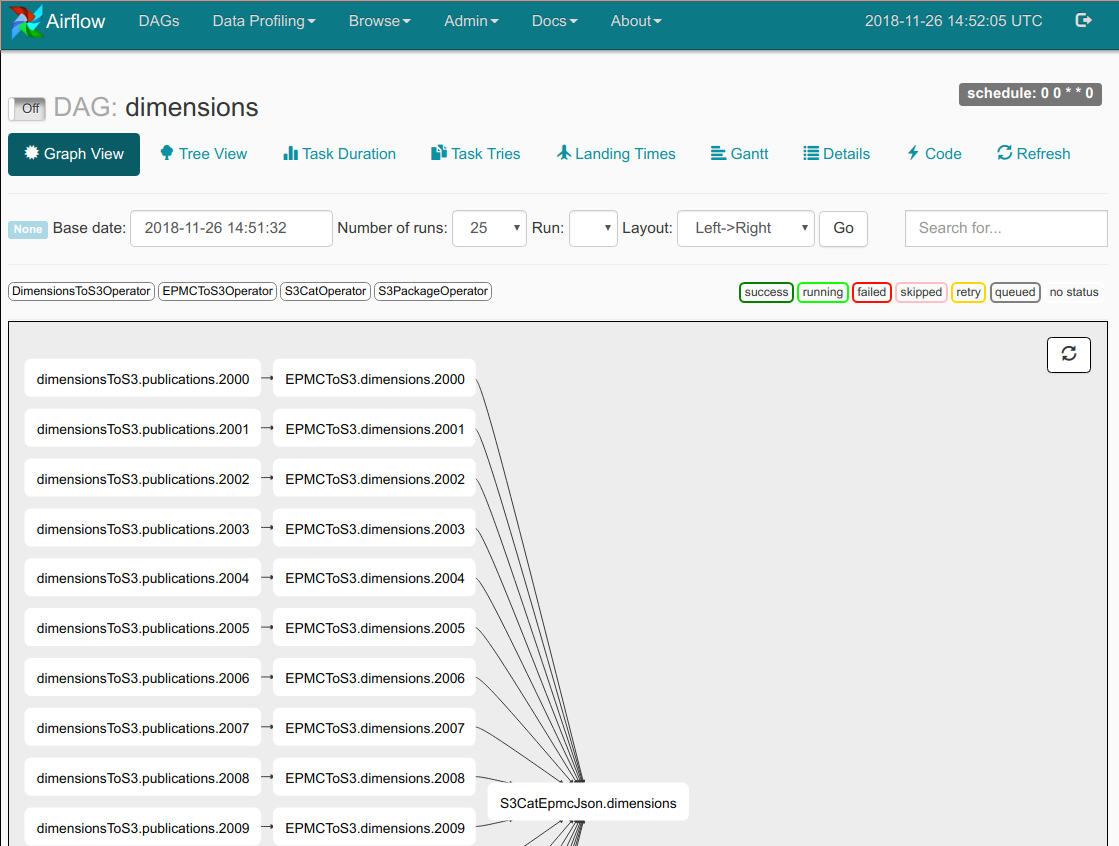 Airflow DAGs Data Profiling Browse Admin Docs About 2018-11-26 14:52:05 UTC
schedule: 0 0 * * 0
Off DAG: dimensions
Graph View Tree View Task Duration Task Tries Landing Times Gantt Details Code Refresh
None Base date: 2018-11-26 14:51:32 Number of runs: 25 Run: Layout: Left->Right Go Search for...
DimensionsToS3Operator EPMCToS3Operator S3CatOperator S3PackageOperator success running failed skipped retry queued no status
dimensionsToS3.publications.2000 EPMCToS3.dimensions.2000
dimensionsToS3.publications.2001 EPMCToS3.dimensions.2001
dimensionsToS3.publications.2002 EPMCToS3.dimensions.2002
dimensionsToS3.publications.2003 EPMCToS3.dimensions.2003
dimensionsToS3.publications.2004 EPMCToS3.dimensions.2004
dimensionsToS3.publications.2005 EPMCToS3.dimensions.2005
dimensionsToS3.publications.2006 EPMCToS3.dimensions.2006
dimensionsToS3.publications.2007 EPMCToS3.dimensions.2007
dimensionsToS3.publications.2008 EPMCToS3.dimensions.2008
S3CatEpmcJson.dimensions
dimensionsToS3.publications.2009 EPMCToS3.dimensions.2009